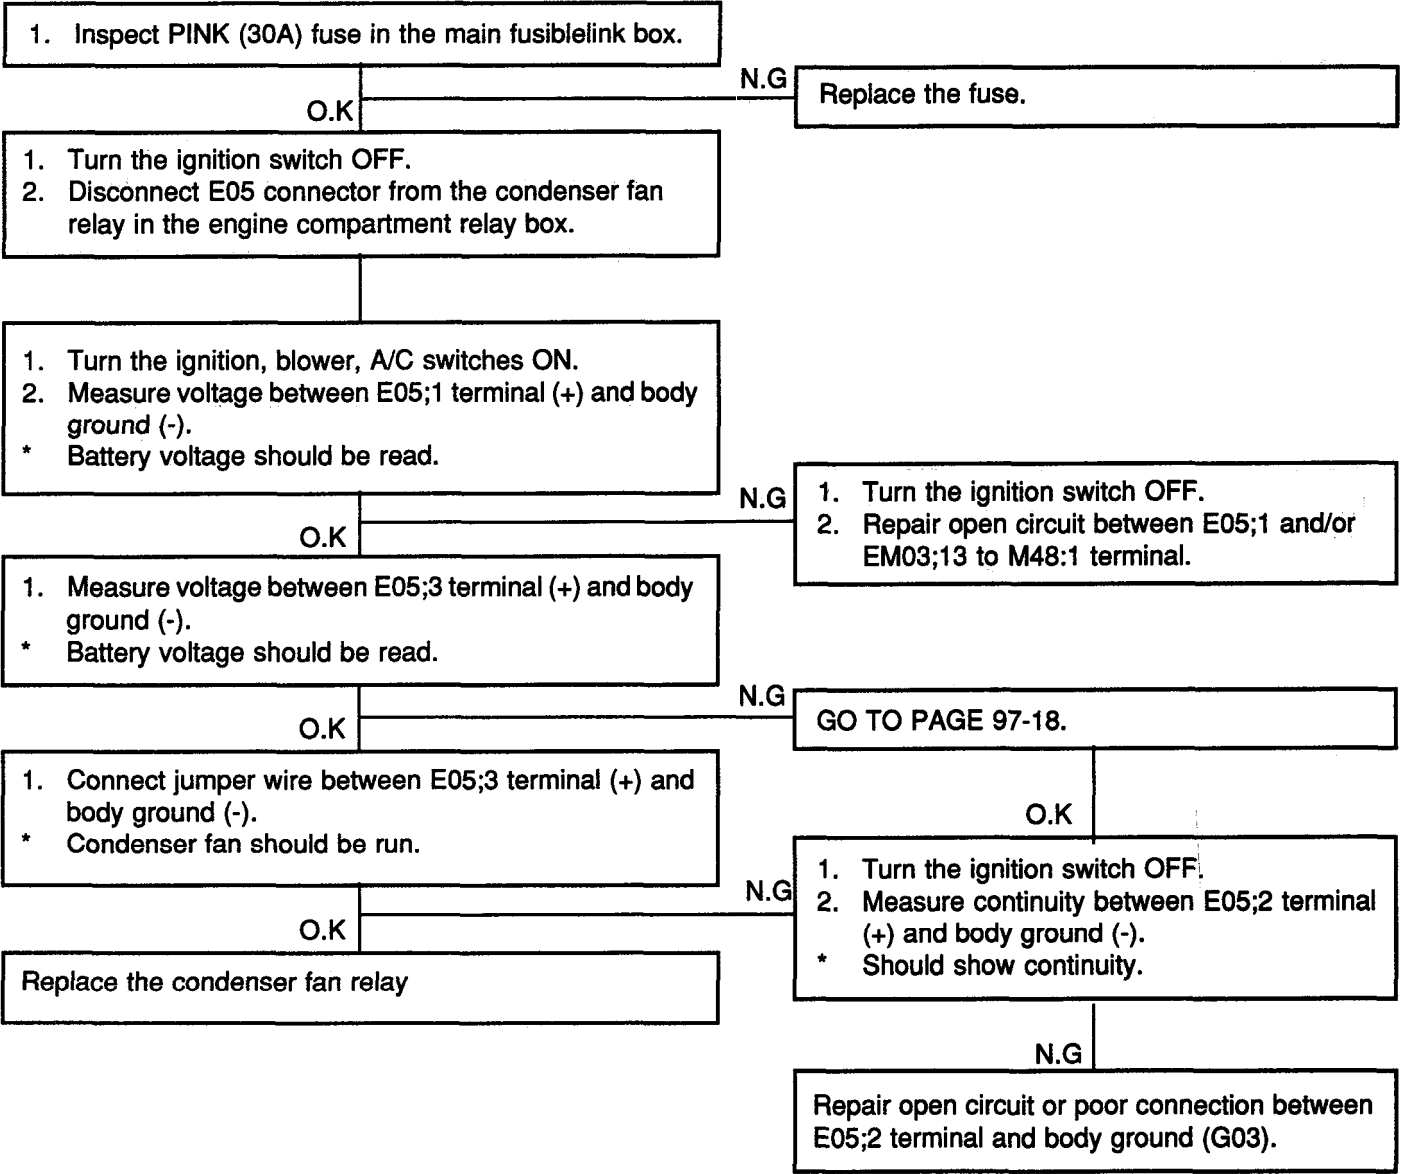 1. Inspect PINK (30A) fuse in the main fusiblelink box.
N.G
Replace the fuse.
O.K
1. Turn the ignition switch OFF.
2. Disconnect E05 connector from the condenser fan
relay in the engine compartment relay box.
1. Turn the ignition, blower, A/C switches ON.
2. Measure voltage between E05;1 terminal (+) and body
ground (-).
* Battery voltage should be read.
N.G
1. Turn the ignition switch OFF.
2. Repair open circuit between E05;1 and/or
EM03;13 to M48:1 terminal.
O.K
1. Measure voltage between E05;3 terminal (+) and body
ground (-).
* Battery voltage should be read.
N.G
GO TO PAGE 97-18.
O.K
1. Connect jumper wire between E05;3 terminal (+) and
body ground (-).
* Condenser fan should be run.
O.K
N.G
1. Turn the ignition switch OFF.
2. Measure continuity between E05;2 terminal
(+) and body ground (-).
* Should show continuity.
O.K
Replace the condenser fan relay
N.G
Repair open circuit or poor connection between
E05;2 terminal and body ground (G03).